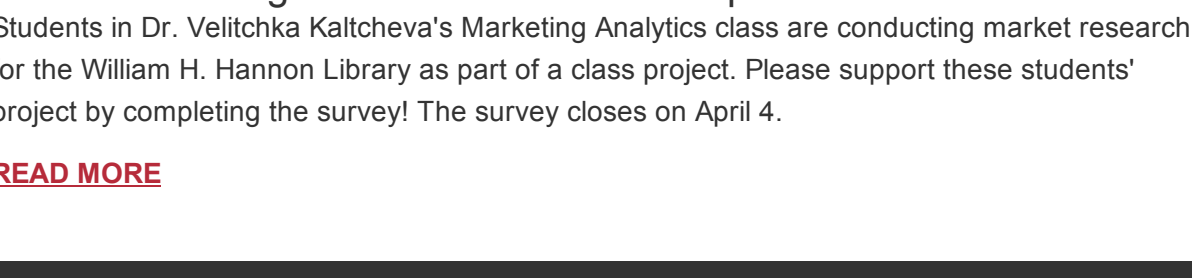 Students in Dr. Velitchka Kaltcheva's Marketing Analytics class are conducting market research
for the William H. Hannon Library as part of a class project. Please support these students'
project by completing the survey! The survey closes on April 4.
READ MORE